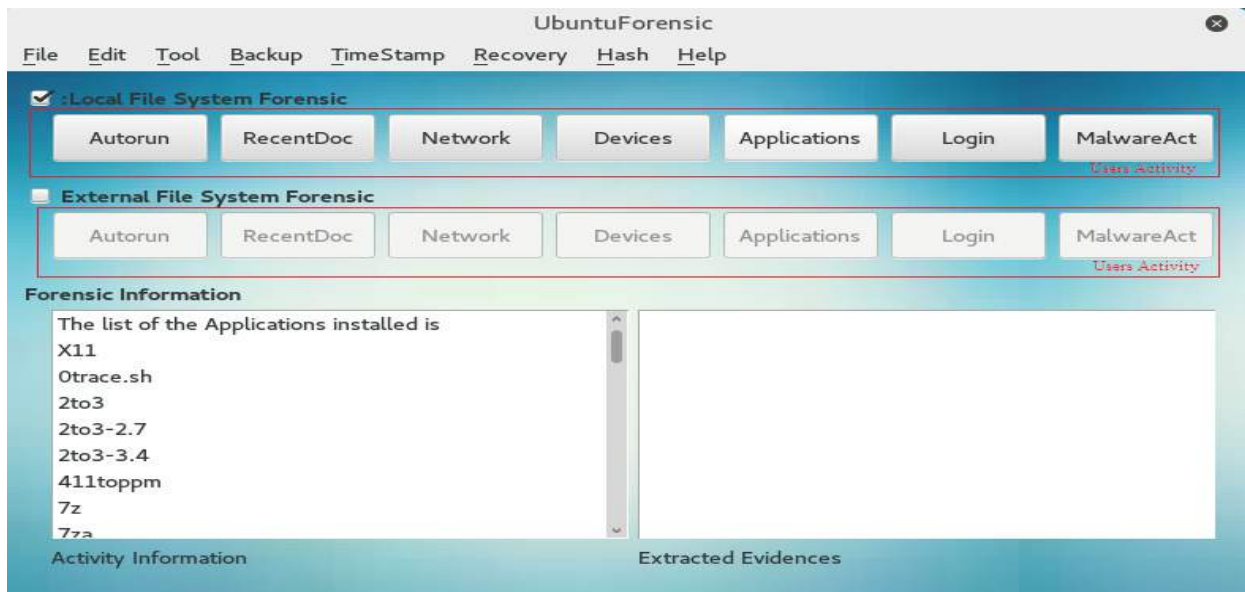 UbuntuForensic
File Edit Tool Backup TimeStamp Recovery Hash Help
:Local File System Forensic
Autorun RecentDoc Network Devices Applications Login MalwareAct
Users Activity
External File System Forensic
Autorun RecentDoc Network Devices Applications Login MalwareAct
Users Activity
Forensic Information
The list of the Applications installed is
X11
0trace.sh
2to3
2to3-2.7
2to3-3.4
411toppm
7z
7za
Activity Information Extracted Evidences